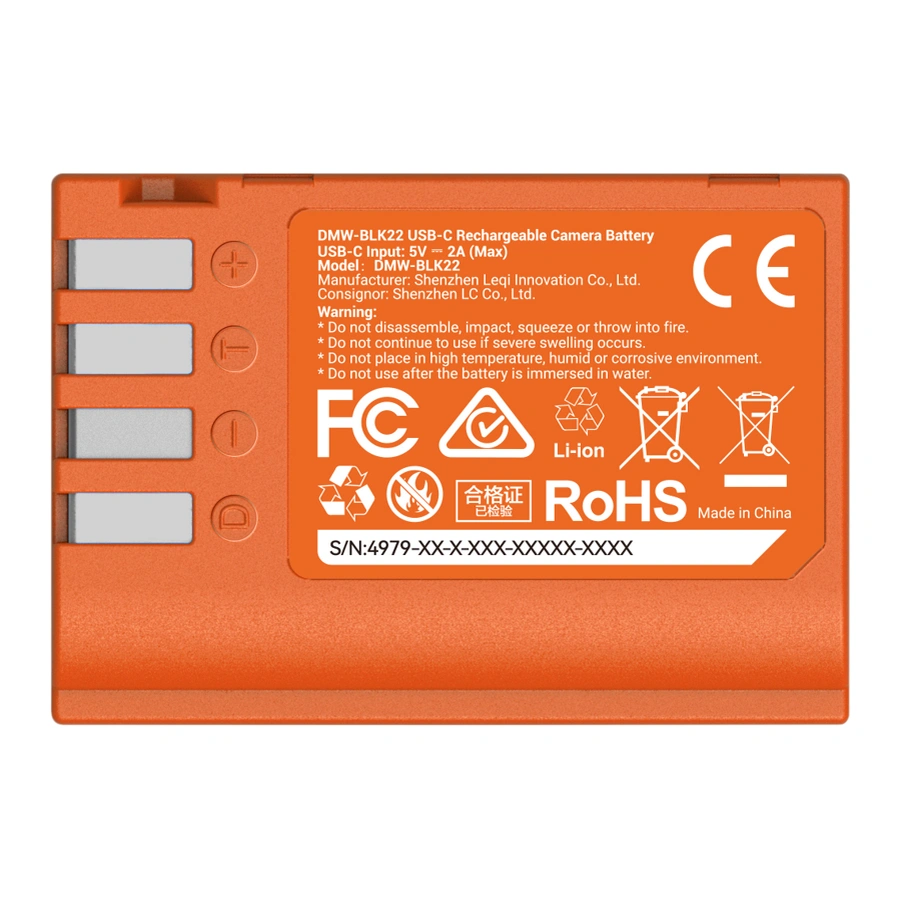 DMW-BLK22 USB-C Rechargeable Camera Battery
USB-C Input: 5V ⎓ 2A (Max)
Model: DMW-BLK22
Manufacturer: Shenzhen Leqi Innovation Co., Ltd.
Consignor: Shenzhen LC Co., Ltd.
Warning:
* Do not disassemble, impact, squeeze or throw into fire.
* Do not continue to use if severe swelling occurs.
* Do not place in high temperature, humid or corrosive environment.
* Do not use after the battery is immersed in water.
CE
FC
Li-ion
合格证
已检验
RoHS
Made in China
S/N:4979-XX-X-XXX-XXXXX-XXXX
+
T
−
D